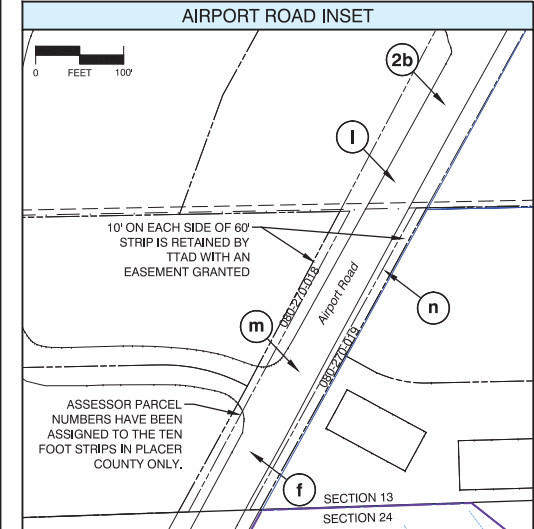 AIRPORT ROAD INSET
0 FEET 100'
2b
l
10' ON EACH SIDE OF 60'
STRIP IS RETAINED BY
TTAD WITH AN
EASEMENT GRANTED
080-270-018
Airport Road
n
m
080-270-019
ASSESSOR PARCEL
NUMBERS HAVE BEEN
ASSIGNED TO THE TEN
FOOT STRIPS IN PLACER
COUNTY ONLY.
f
SECTION 13
SECTION 24